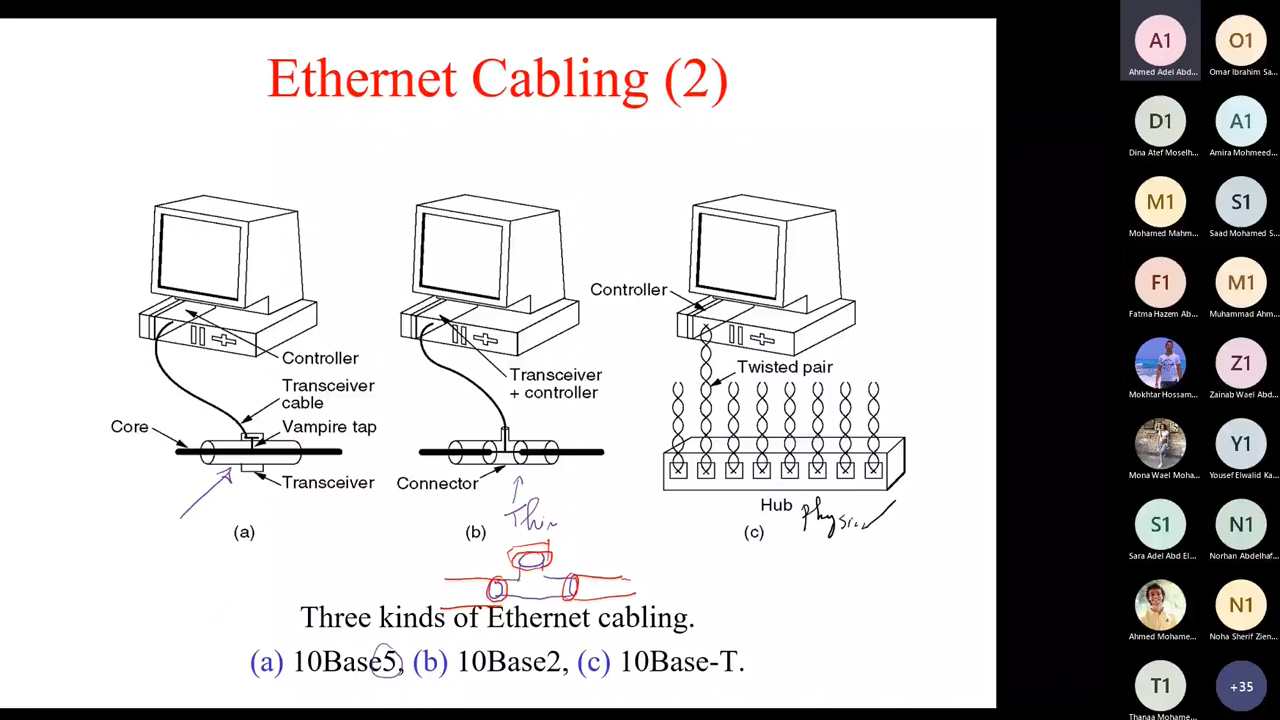 Ethernet Cabling (2)
Controller
Transceiver
cable
Vampire tap
Core
Transceiver
(a)
Transceiver
+ controller
Connector
(b)
Thin
Controller
Twisted pair
Hub
(c)
Three kinds of Ethernet cabling.
(a) 10Base5, (b) 10Base2, (c) 10Base-T.
A1
Ahmed Adel Abd...
O1
Omar Ibrahim Sa...
D1
Dina Atef Moselh...
A1
Amira Mohmeed...
M1
Mohamed Mahm...
S1
Saad Mohamed S...
F1
Fatma Hazem Ab...
M1
Muhammad Ahm...
Mokhtar Hossam...
Z1
Zainab Wael Abd...
Mona Wael Moha...
Y1
Yousef Elwalid Ka...
S1
Sara Adel Abd El...
N1
Norhan Abdelhaf...
Ahmed Mohame...
N1
Noha Sherif Zien...
T1
Thanaa Mohame...
+35